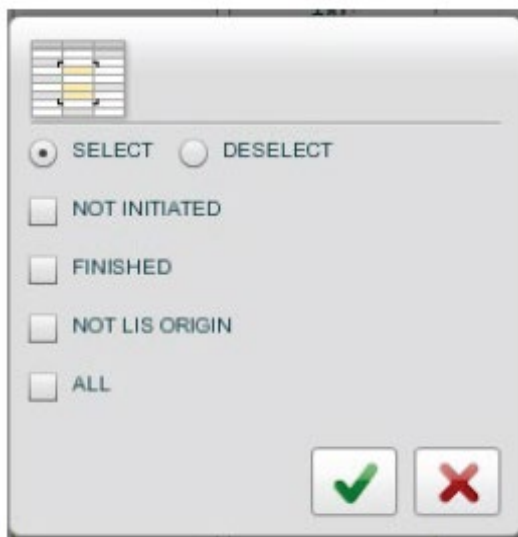 SELECT DESELECT
NOT INITIATED
FINISHED
NOT LIS ORIGIN
ALL